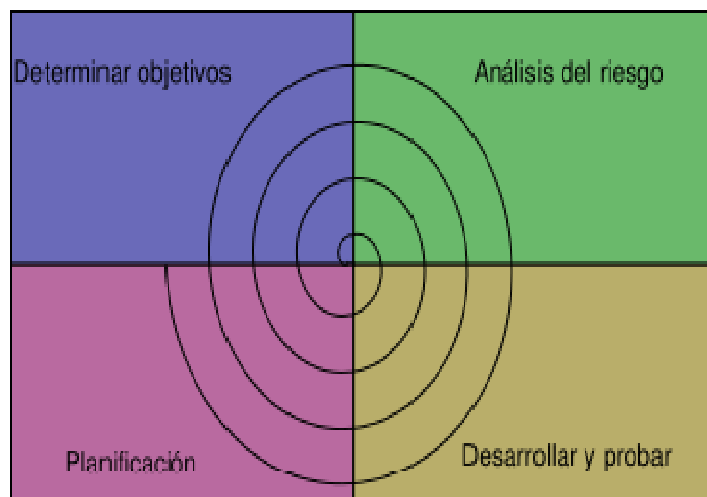 Determinar objetivos
Análisis del riesgo
Planificación
Desarrollar y probar